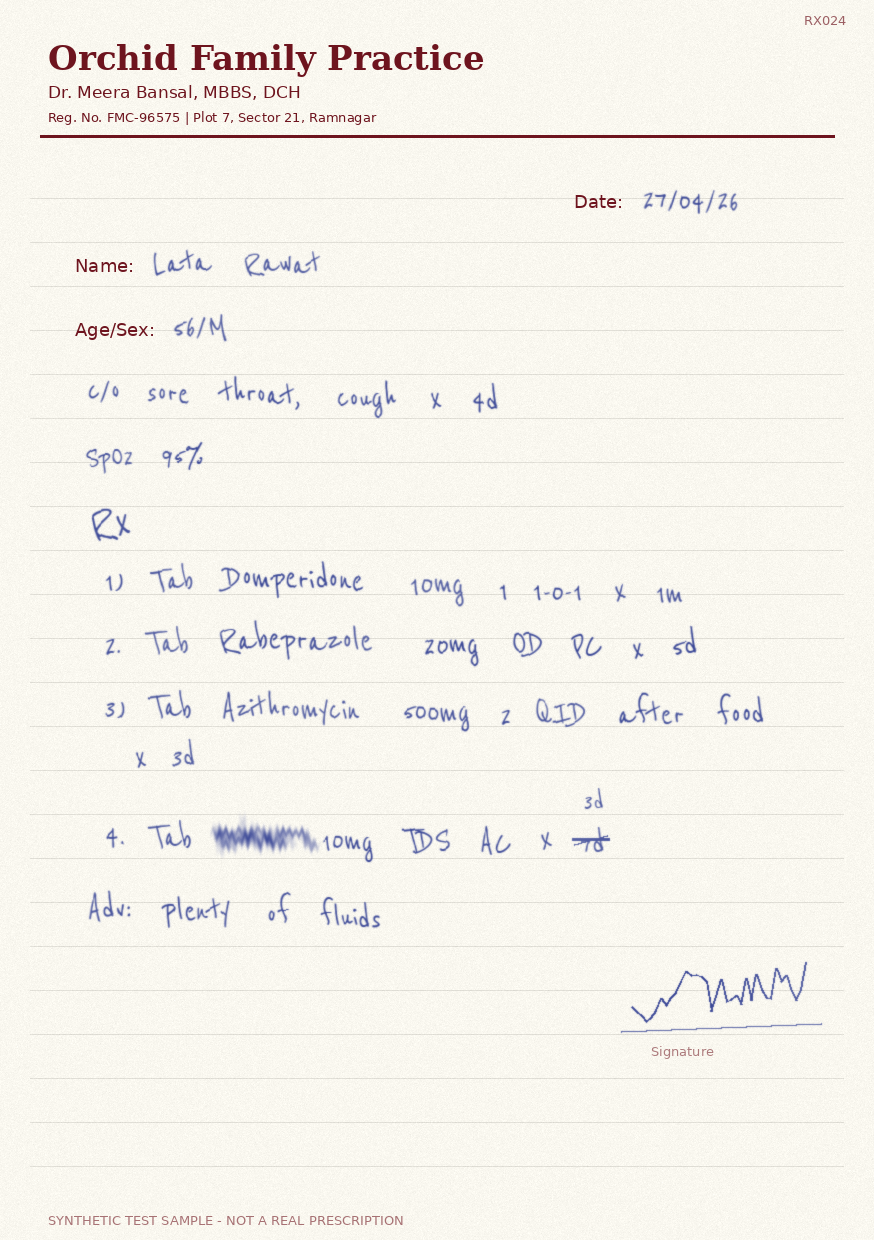 RX024
Orchid Family Practice
Dr. Meera Bansal, MBBS, DCH
Reg. No. FMC-96575 | Plot 7, Sector 21, Ramnagar
Date: 27/04/26
Name: Lata Rawat
Age/Sex: 56/M
c/o sore throat, cough x 4d
SpO2 95%
Rx
1) Tab Domperidone 10mg 1 1-0-1 x 1m
2. Tab Rabeprazole 20mg OD PC x 5d
3) Tab Azithromycin 500mg 2 QID after food
x 3d
3d
4. Tab 10mg TDS AC x
Adv: plenty of fluids
Signature
SYNTHETIC TEST SAMPLE - NOT A REAL PRESCRIPTION